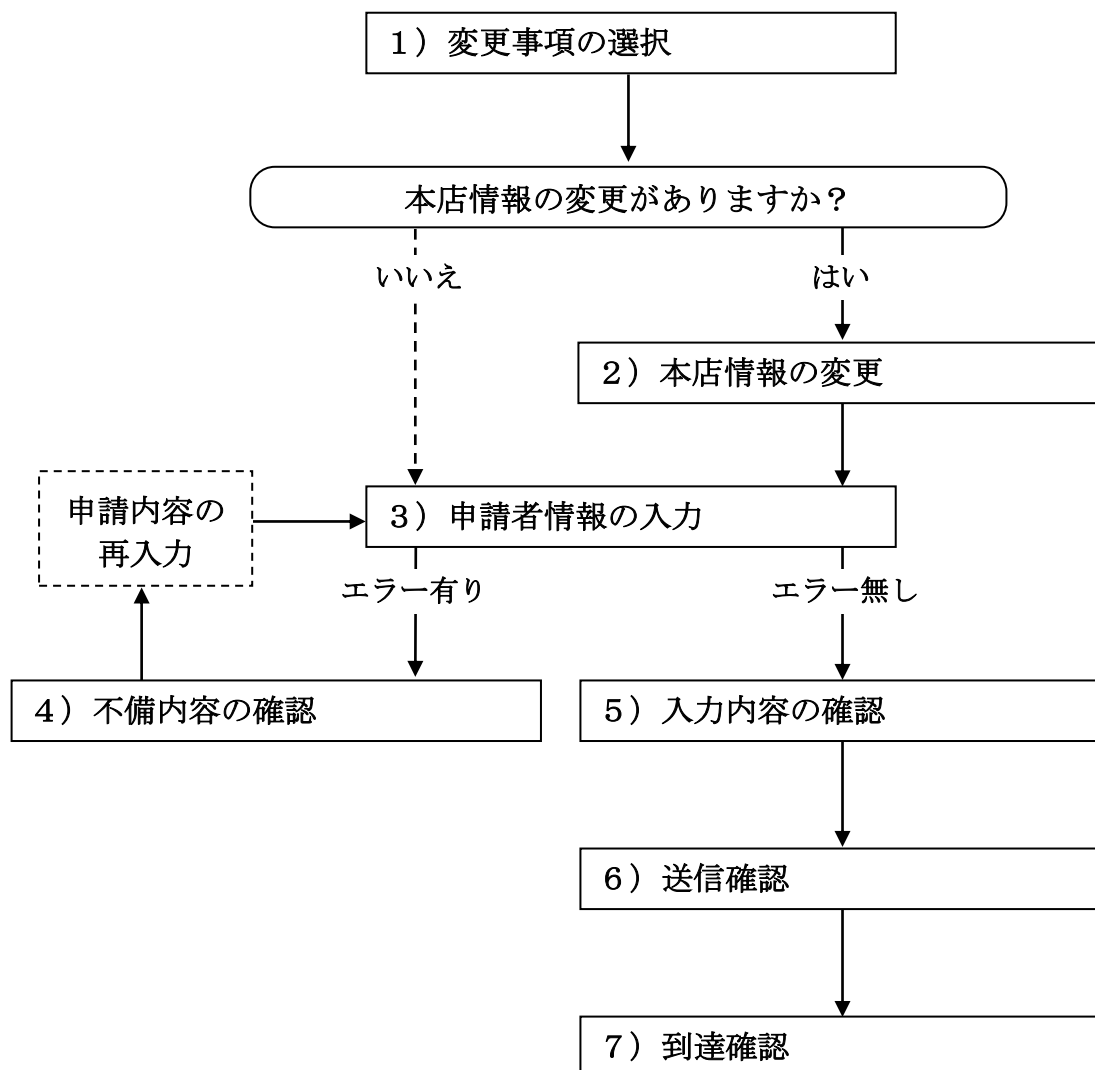 １）変更事項の選択
本店情報の変更がありますか？
いいえ
はい
２）本店情報の変更
申請内容の
再入力
３）申請者情報の入力
エラー有り
エラー無し
４）不備内容の確認
５）入力内容の確認
６）送信確認
７）到達確認